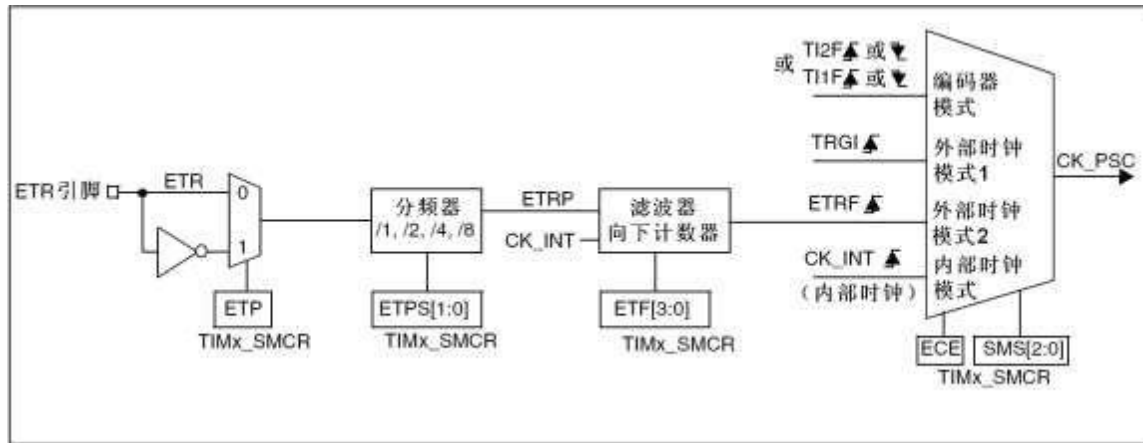 TI2F 或
或 TI1F 或
编码器
模式
TRGI
外部时钟
模式1
CK_PSC
ETR引脚
ETR
0
1
分频器
/1, /2, /4, /8
ETRP
CK_INT
滤波器
向下计数器
ETRF
外部时钟
模式2
CK_INT
(内部时钟)
内部时钟
模式
ETP
TIMx_SMCR
ETPS[1:0]
TIMx_SMCR
ETF[3:0]
TIMx_SMCR
ECE
SMS[2:0]
TIMx_SMCR